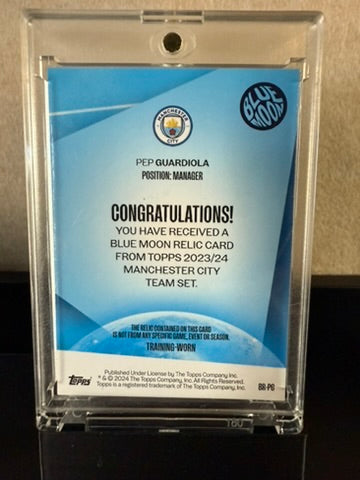 BLUE
MOON
MANCHESTER
CITY
PEP GUARDIOLA
POSITION: MANAGER
CONGRATULATIONS!
YOU HAVE RECEIVED A
BLUE MOON RELIC CARD
FROM TOPPS 2023/24
MANCHESTER CITY
TEAM SET.
THE RELIC CONTAINED ON THIS CARD
IS NOT FROM ANY SPECIFIC GAME, EVENT OR SEASON.
TRAINING-WORN
Topps
Published Under License by The Topps Company, Inc.
® & © 2024 The Topps Company, Inc. All Rights Reserved.
Topps is a registered trademark of The Topps Company, Inc.
BR-PG